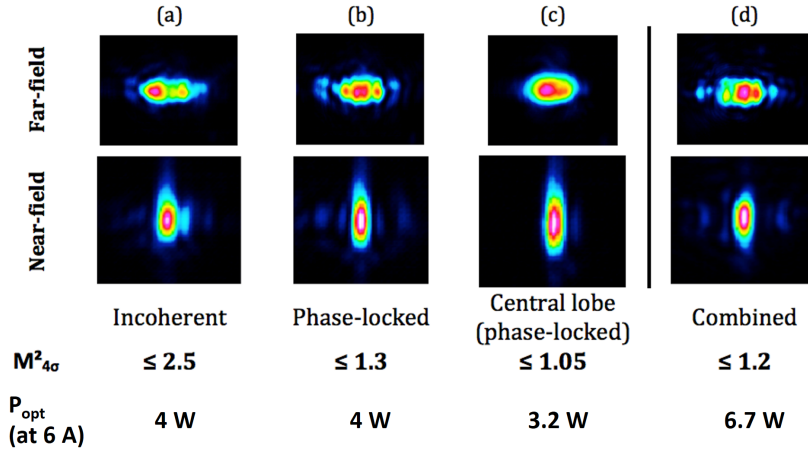 (a) (b) (c) (d)
Far-field
Near-field
Incoherent Phase-locked Central lobe (phase-locked) Combined
M²4σ ≤ 2.5 ≤ 1.3 ≤ 1.05 ≤ 1.2
Popt (at 6 A) 4 W 4 W 3.2 W 6.7 W